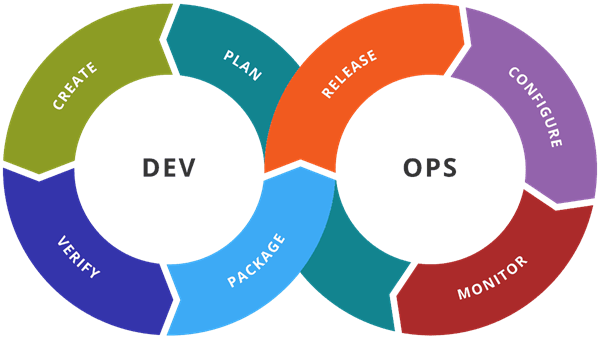 CREATE
PLAN
DEV
VERIFY
PACKAGE
RELEASE
CONFIGURE
OPS
MONITOR